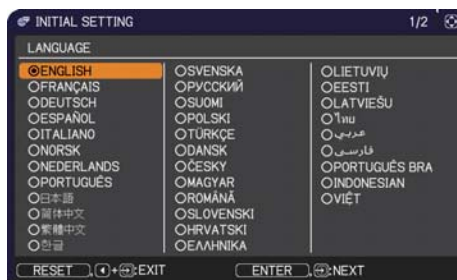 INITIAL SETTING 1/2
LANGUAGE
ENGLISH
FRANÇAIS
DEUTSCH
ESPAÑOL
ITALIANO
NORSK
NEDERLANDS
PORTUGUÊS
日本語
简体中文
繁體中文
한글
SVENSKA
РУССКИЙ
SUOMI
POLSKI
TÜRKÇE
DANSK
ČESKY
MAGYAR
ROMÂNĂ
SLOVENSKI
HRVATSKI
ΕΛΛΗΝΙΚΑ
LIETUVIŲ
EESTI
LATVIEŠU
ไทย
عربي
فارسی
PORTUGUÊS BRA
INDONESIAN
VIỆT
RESET , + :EXIT ENTER , :NEXT